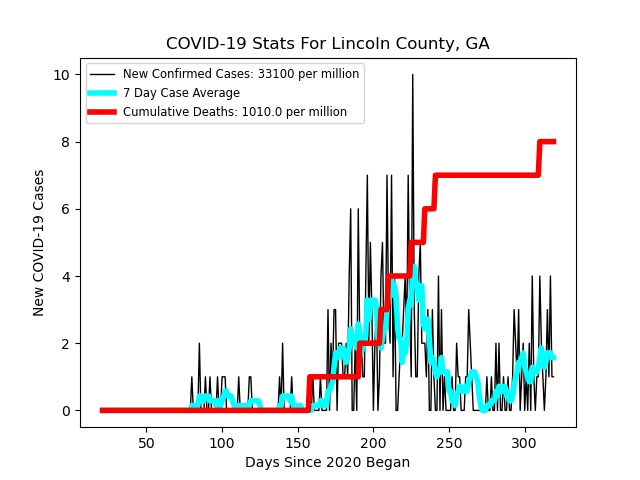 COVID-19 Stats For Lincoln County, GA
New Confirmed Cases: 33100 per million
7 Day Case Average
Cumulative Deaths: 1010.0 per million
New COVID-19 Cases
10
8
6
4
2
0
50 100 150 200 250 300
Days Since 2020 Began